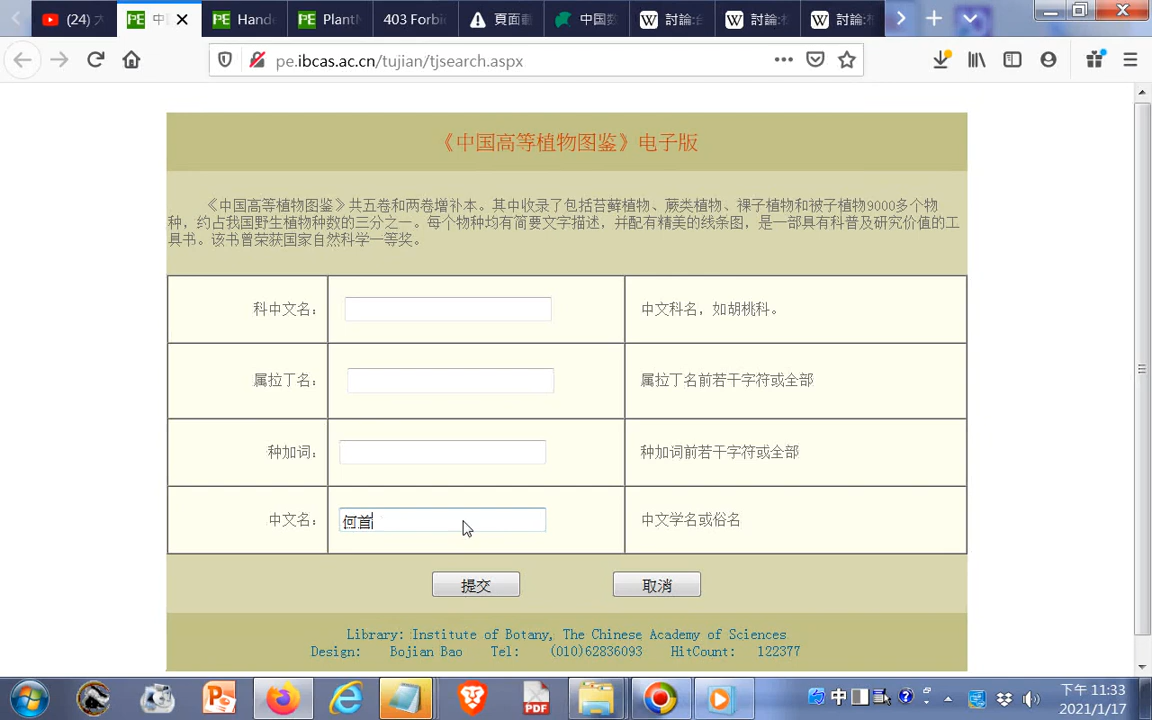 (24)
中
Hand
Plant
403 Forbi
頁面
中国
討論:
討論:
討論:
pe.ibcas.ac.cn/tujian/tjsearch.aspx
《中国高等植物图鉴》电子版
《中国高等植物图鉴》共五卷和两卷增补本。其中收录了包括苔藓植物、蕨类植物、裸子植物和被子植物9000多个物
种，约占我国野生植物种数的三分之一。每个物种均有简要文字描述，并配有精美的线条图，是一部具有科普及研究价值的工
具书。该书曾荣获国家自然科学一等奖。
科中文名： 中文科名，如胡桃科。
属拉丁名： 属拉丁名前若干字符或全部
种加词： 种加词前若干字符或全部
中文名： 何首 中文学名或俗名
提交 取消
Library: Institute of Botany, The Chinese Academy of Sciences
Design: Bojian Bao Tel: (010)62836093 HitCount: 122377
中
下午 11:33
2021/1/17